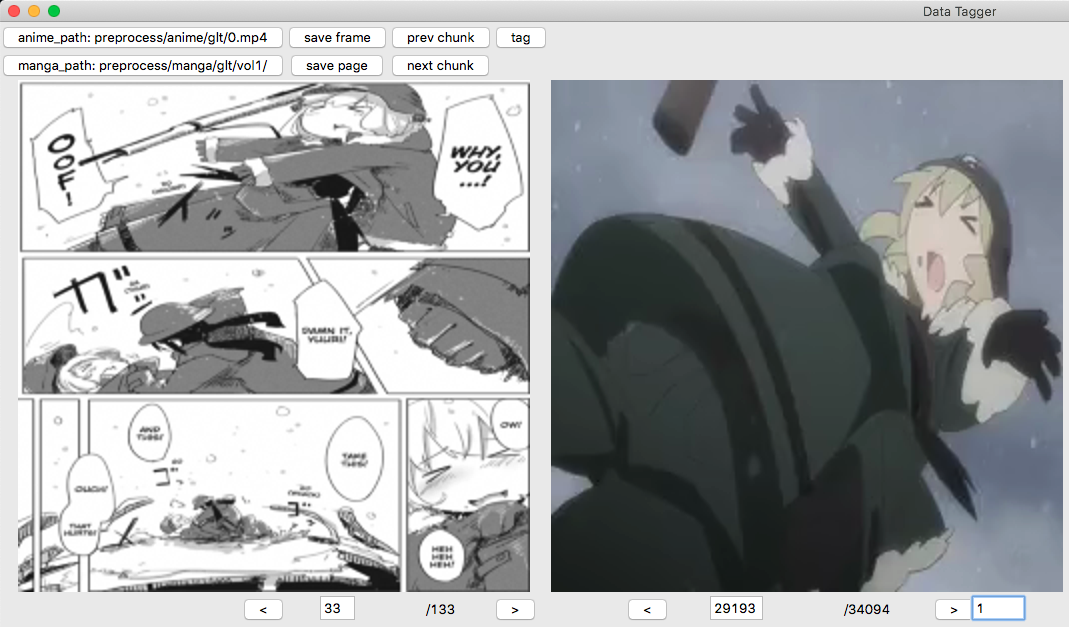 Data Tagger
anime_path: preprocess/anime/glt/0.mp4
save frame
prev chunk
tag
manga_path: preprocess/manga/glt/vol1/
save page
next chunk
OOF!
WHY,
YOU
...!
ガ
DAMN IT,
YUURI!
AND
THIS!
TAKE
THIS!
OW!
OUCH!
THAT
HURTS!
HEH
HEH
HEH!
<
33
/133
>
<
29193
/34094
>
1